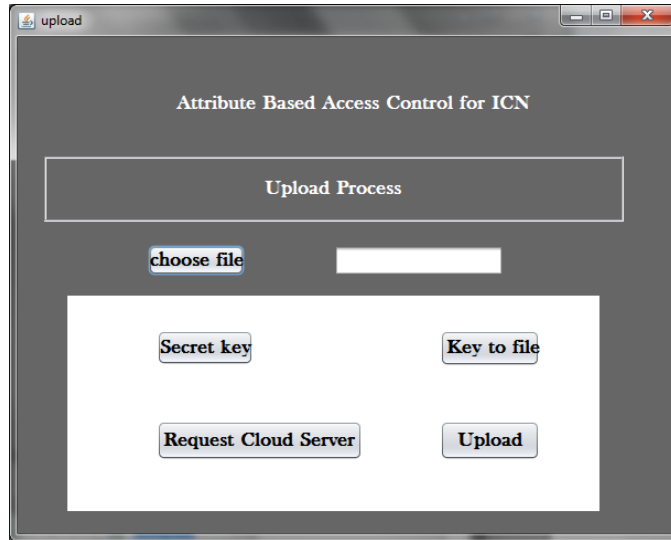 upload
Attribute Based Access Control for ICN
Upload Process
choose file
Secret key
Key to file
Request Cloud Server
Upload